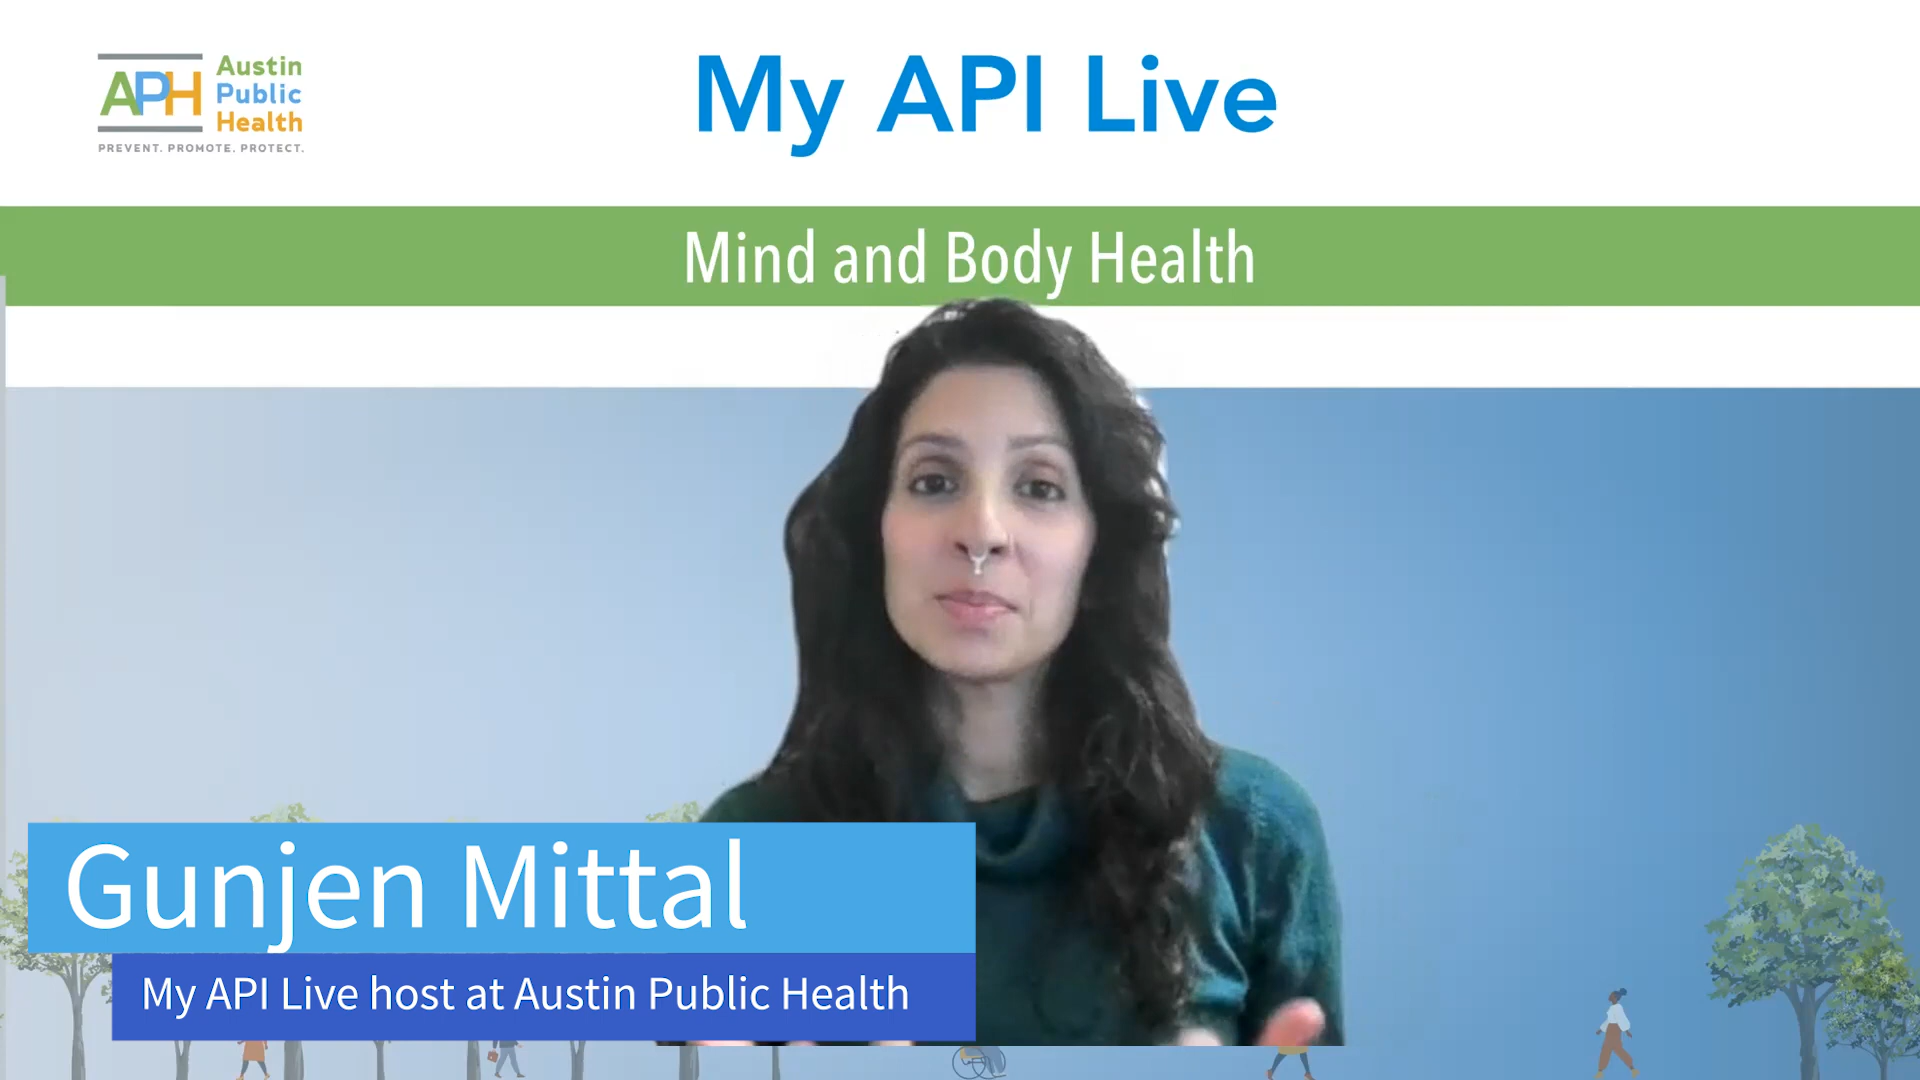 APH
Austin
Public
Health
PREVENT. PROMOTE. PROTECT.
My API Live
Mind and Body Health
Gunjen Mittal
My API Live host at Austin Public Health